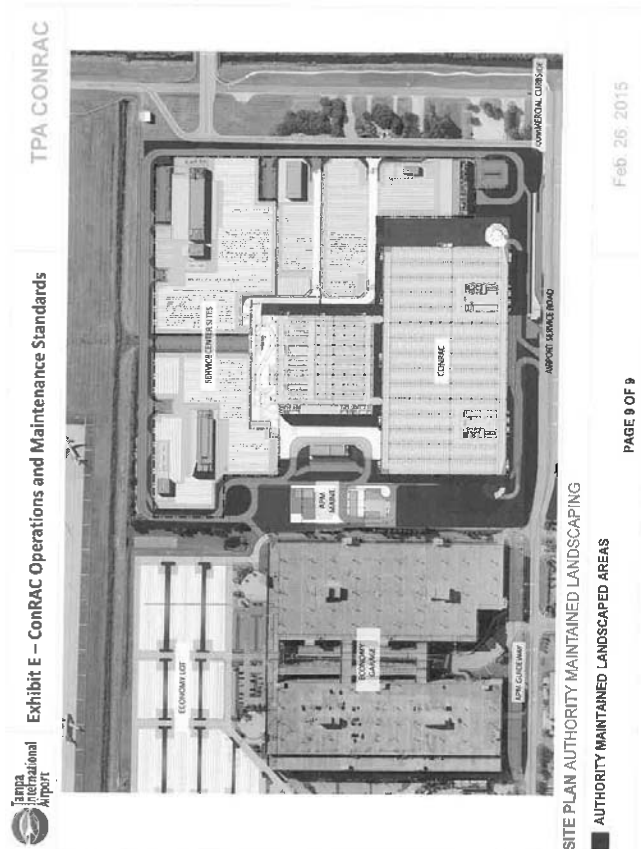 Tampa
International
Airport
Exhibit E – ConRAC Operations and Maintenance Standards
TPA CONRAC
ECONOMY LOT
SERVICE CENTER SITES
APM
MAINT.
CONRAC
ECONOMY
GARAGE
APM GUIDEWAY
AIRPORT SERVICE ROAD
COMMERCIAL CURBSIDE
SITE PLAN AUTHORITY MAINTAINED LANDSCAPING
AUTHORITY MAINTAINED LANDSCAPED AREAS
PAGE 9 OF 9
Feb. 26, 2015